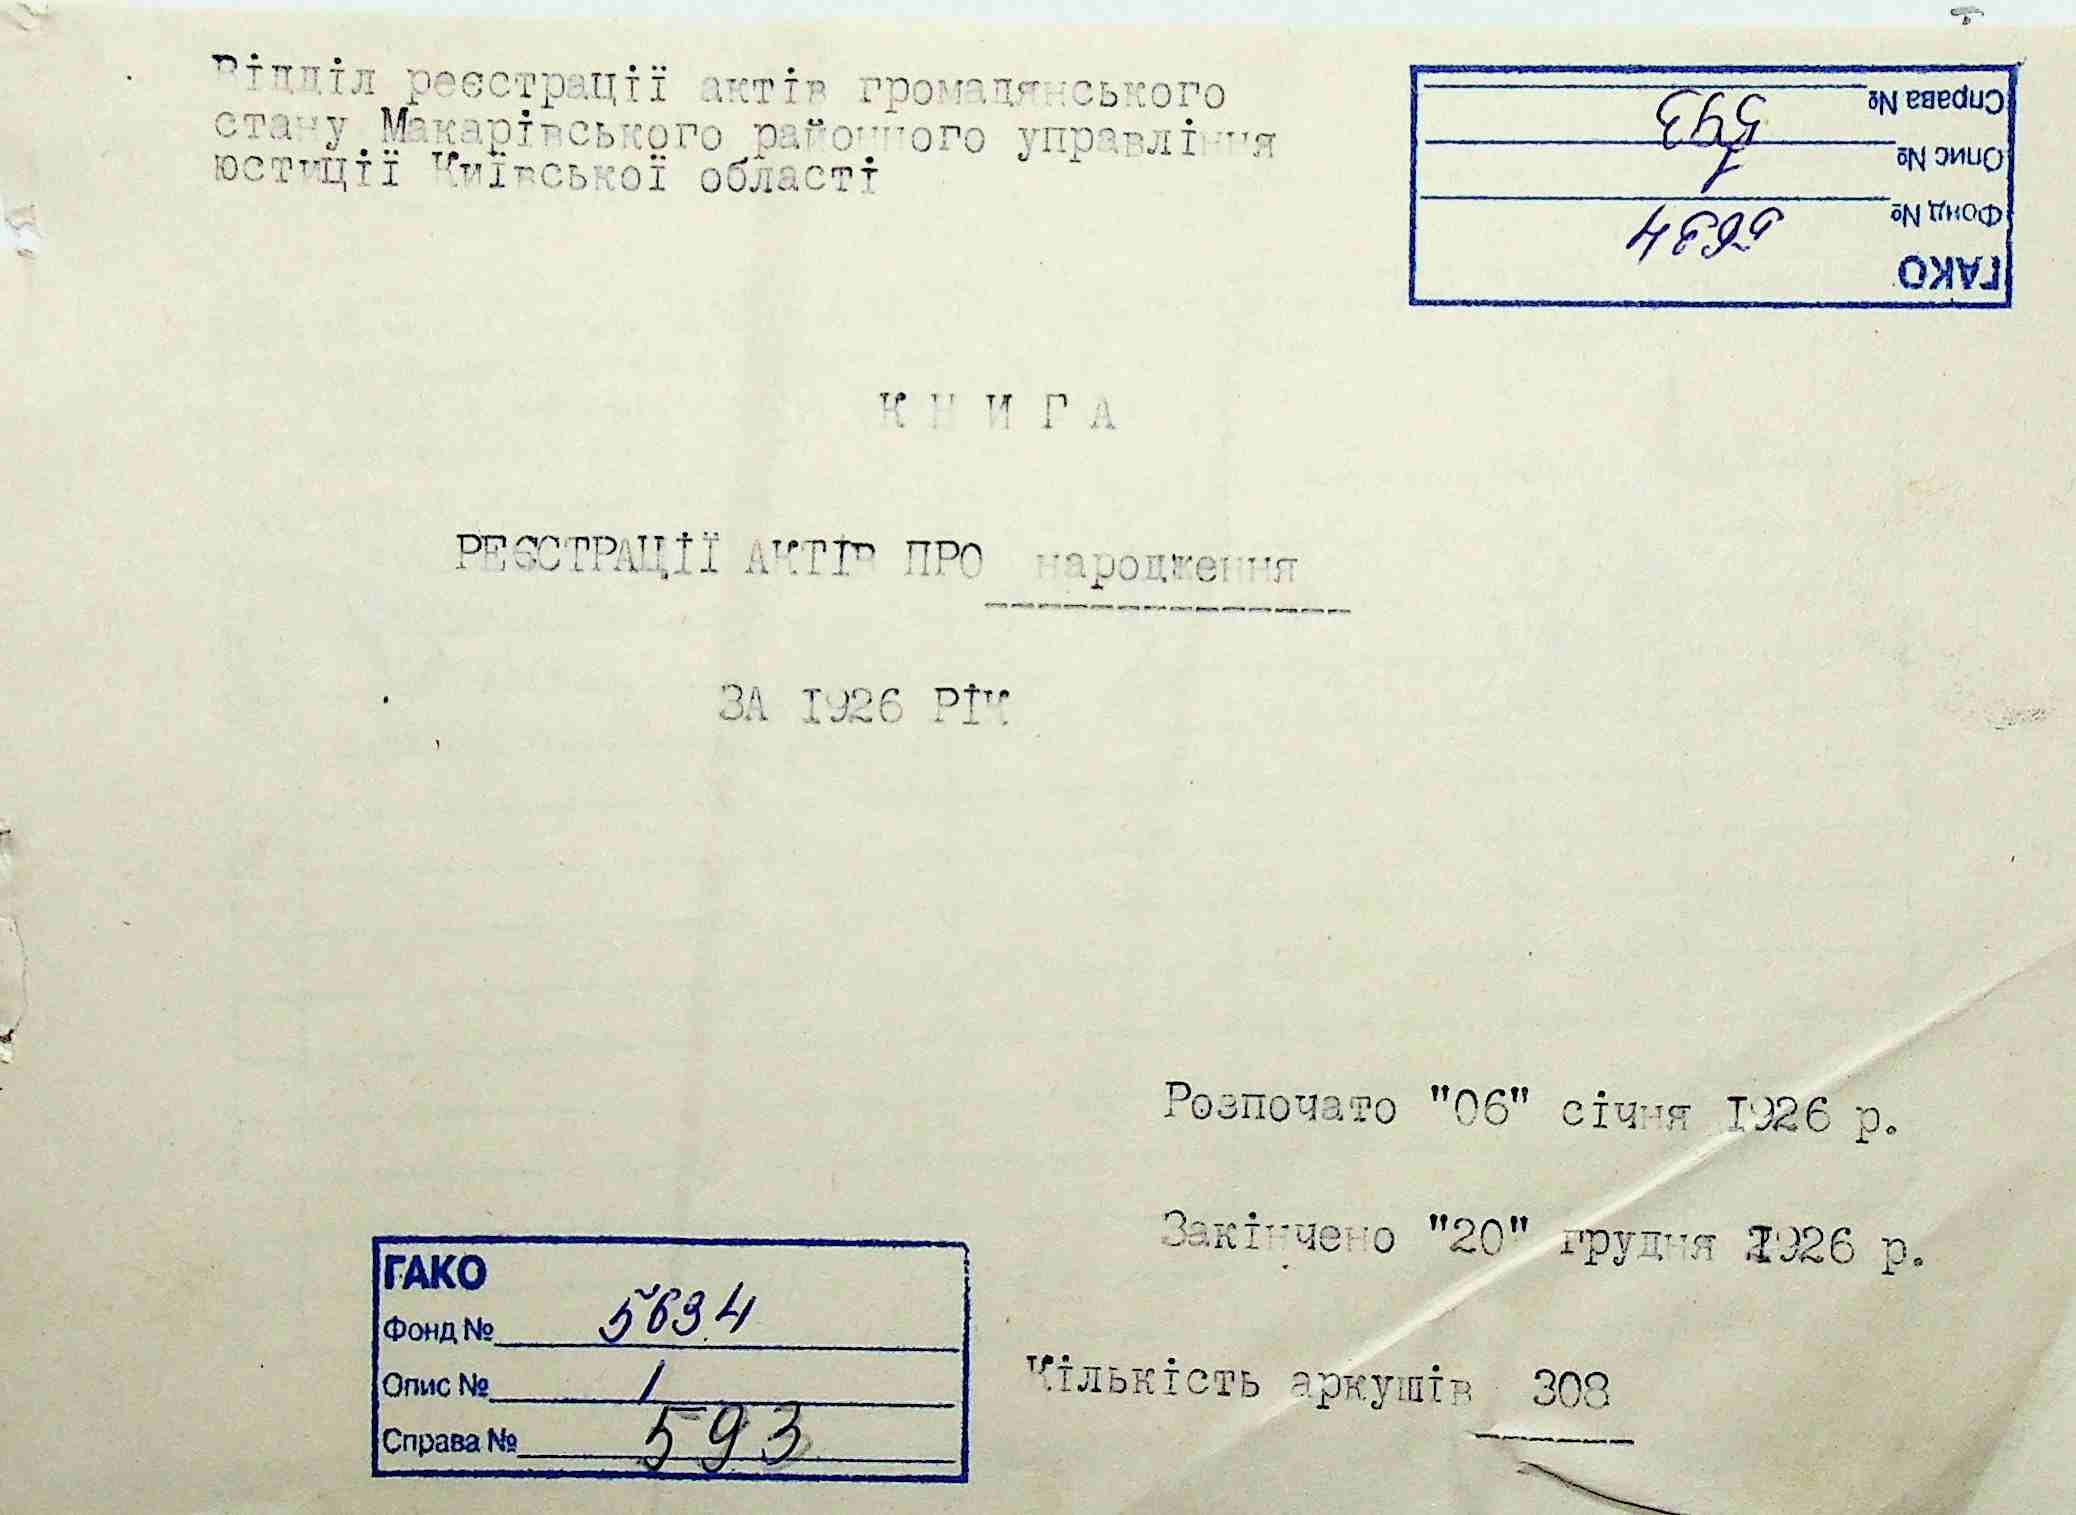 Відділ реєстрації актів громадянського
стану Макарівського районного управління
юстиції Київської області
Справа № 593
Опис № 1
Фонд № 5634
ГАКО
КНИГА
РЕЄСТРАЦІЇ АКТІВ ПРО народження
ЗА 1926 РІК
Розпочато "06" січня 1926 р.
Закінчено "20" грудня 1926 р.
Кількість аркушів 308
ГАКО
Фонд № 5634
Опис № 1
Справа № 593